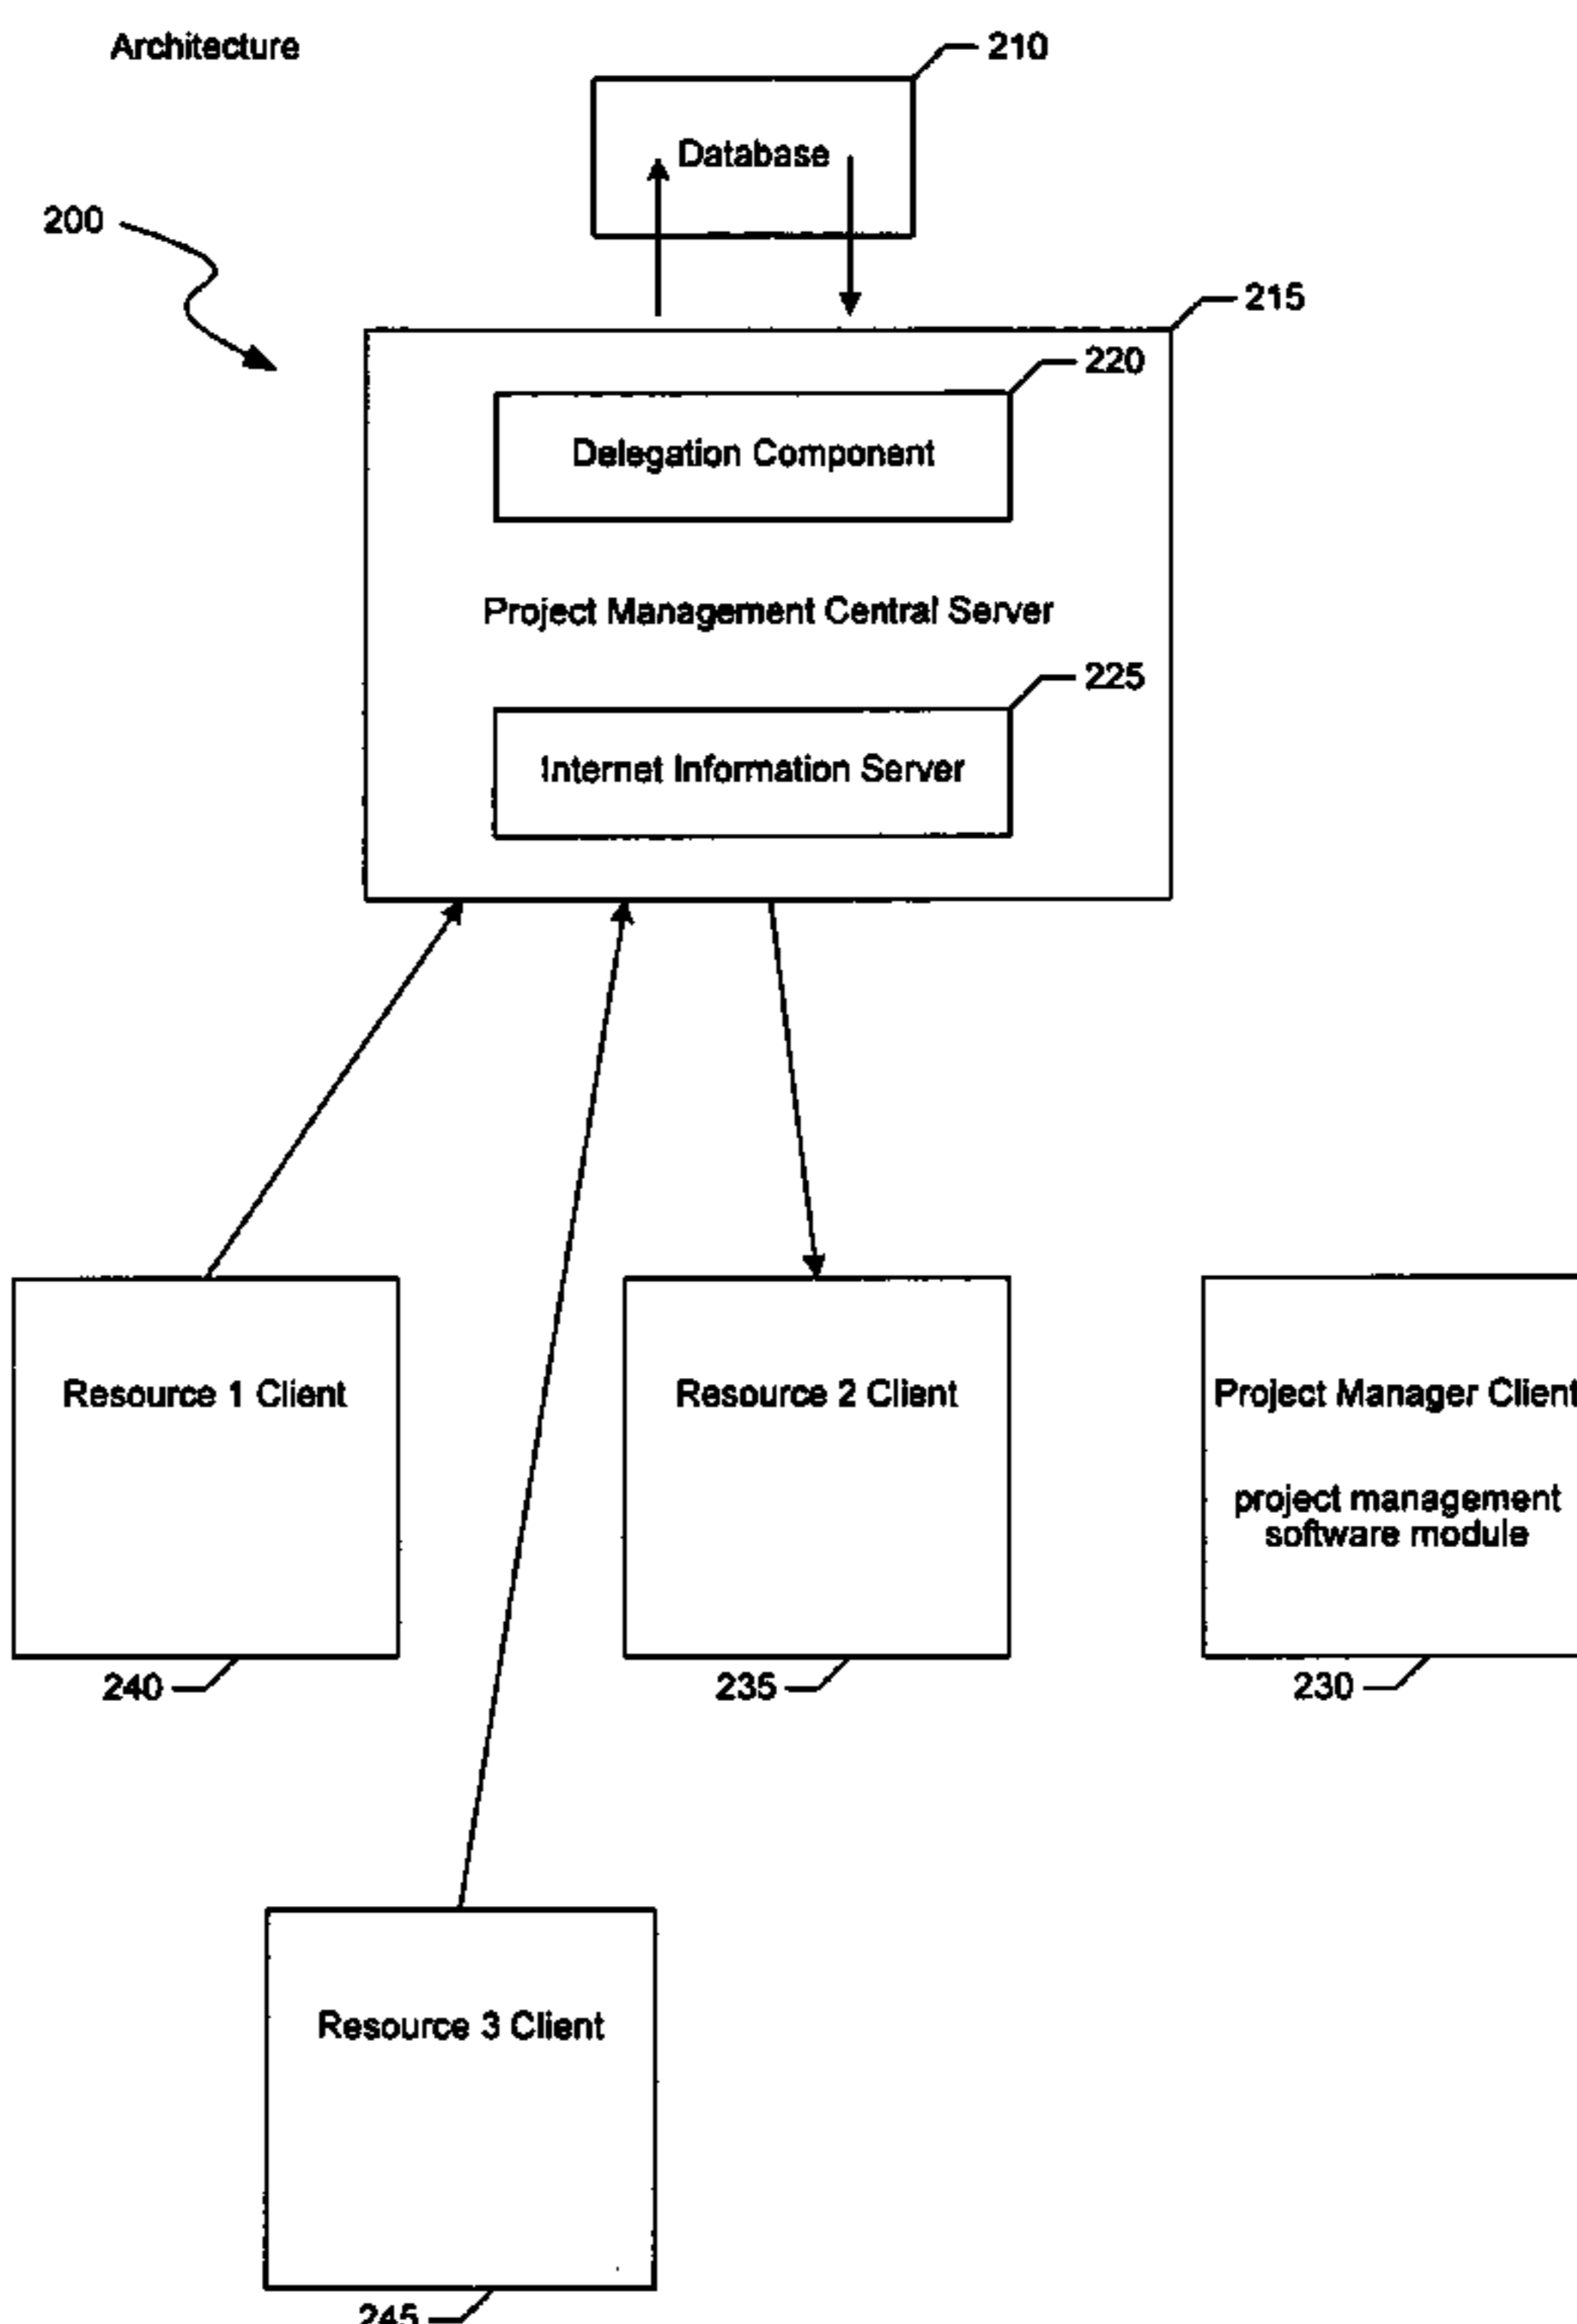 Architecture
210
Database
200
215
220
Delegation Component
Project Management Central Server
225
Internet Information Server
Resource 1 Client
Resource 2 Client
Project Manager Client
project management
software module
240
235
230
Resource 3 Client
245